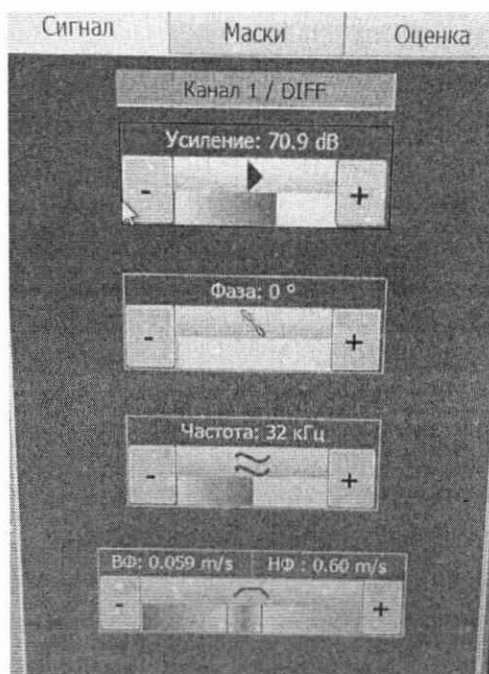 Сигнал Маски Оценка
Канал 1 / DIFF
Усиление: 70.9 dB
- +
Фаза: 0 °
- +
Частота: 32 кГц
- +
ВФ: 0.059 m/s НФ : 0.60 m/s
- +